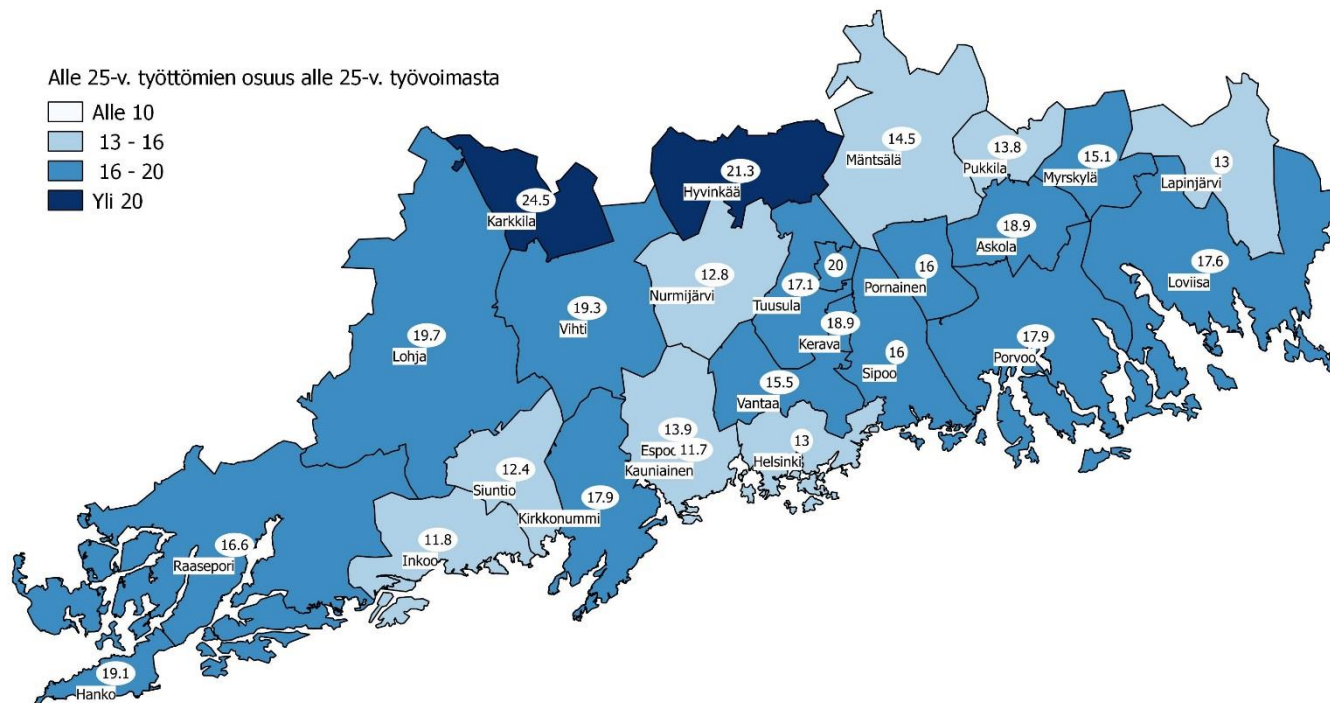 Alle 25-v. työttömien osuus alle 25-v. työvoimasta
Alle 10
13 - 16
16 - 20
Yli 20
14.5
Mäntsälä
13.8
Pukkila
15.1
Myrskylä
13
Lapinjärvi
21.3
Hyvinkää
24.5
Karkkila
18.9
Askola
17.6
Loviisa
12.8
Nurmijärvi
20
17.1
Tuusula
16
Pornainen
19.3
Vihti
19.7
Lohja
18.9
Kerava
16
Sipoo
17.9
Porvoo
15.5
Vantaa
13.9
Espoo 11.7
Kauniainen
13
Helsinki
12.4
Siuntio
17.9
Kirkkonummi
11.8
Inkoo
16.6
Raasepori
19.1
Hanko